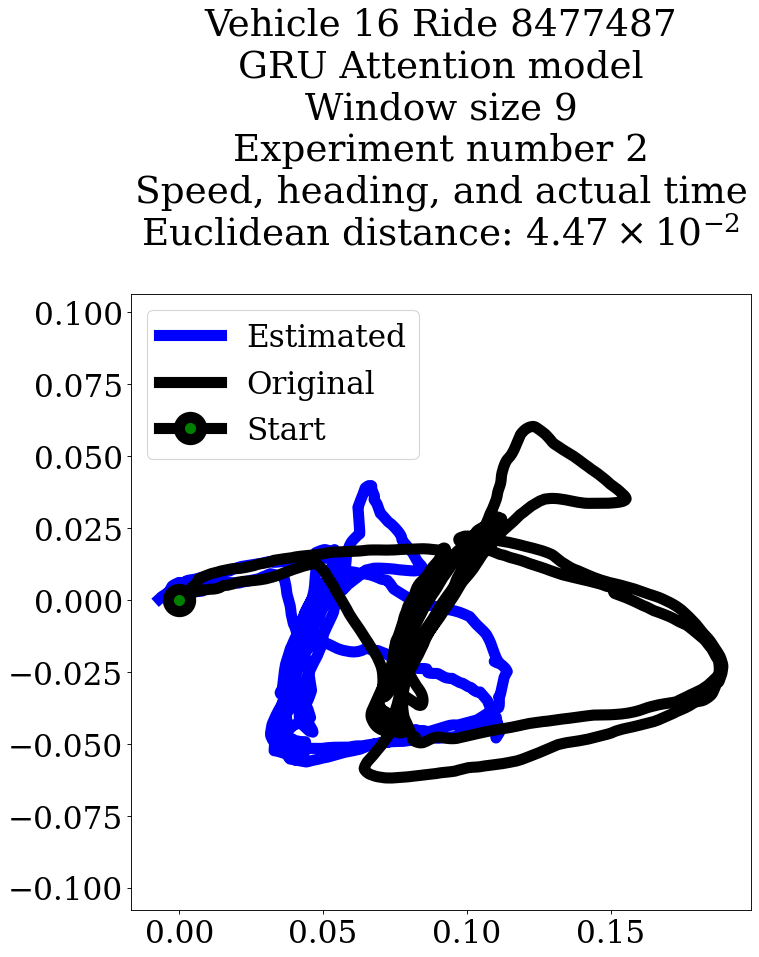 Vehicle 16 Ride 8477487
GRU Attention model
Window size 9
Experiment number 2
Speed, heading, and actual time
Euclidean distance: 4.47 × 10⁻²
0.100
0.075
0.050
0.025
0.000
−0.025
−0.050
−0.075
−0.100
Estimated
Original
Start
0.00 0.05 0.10 0.15